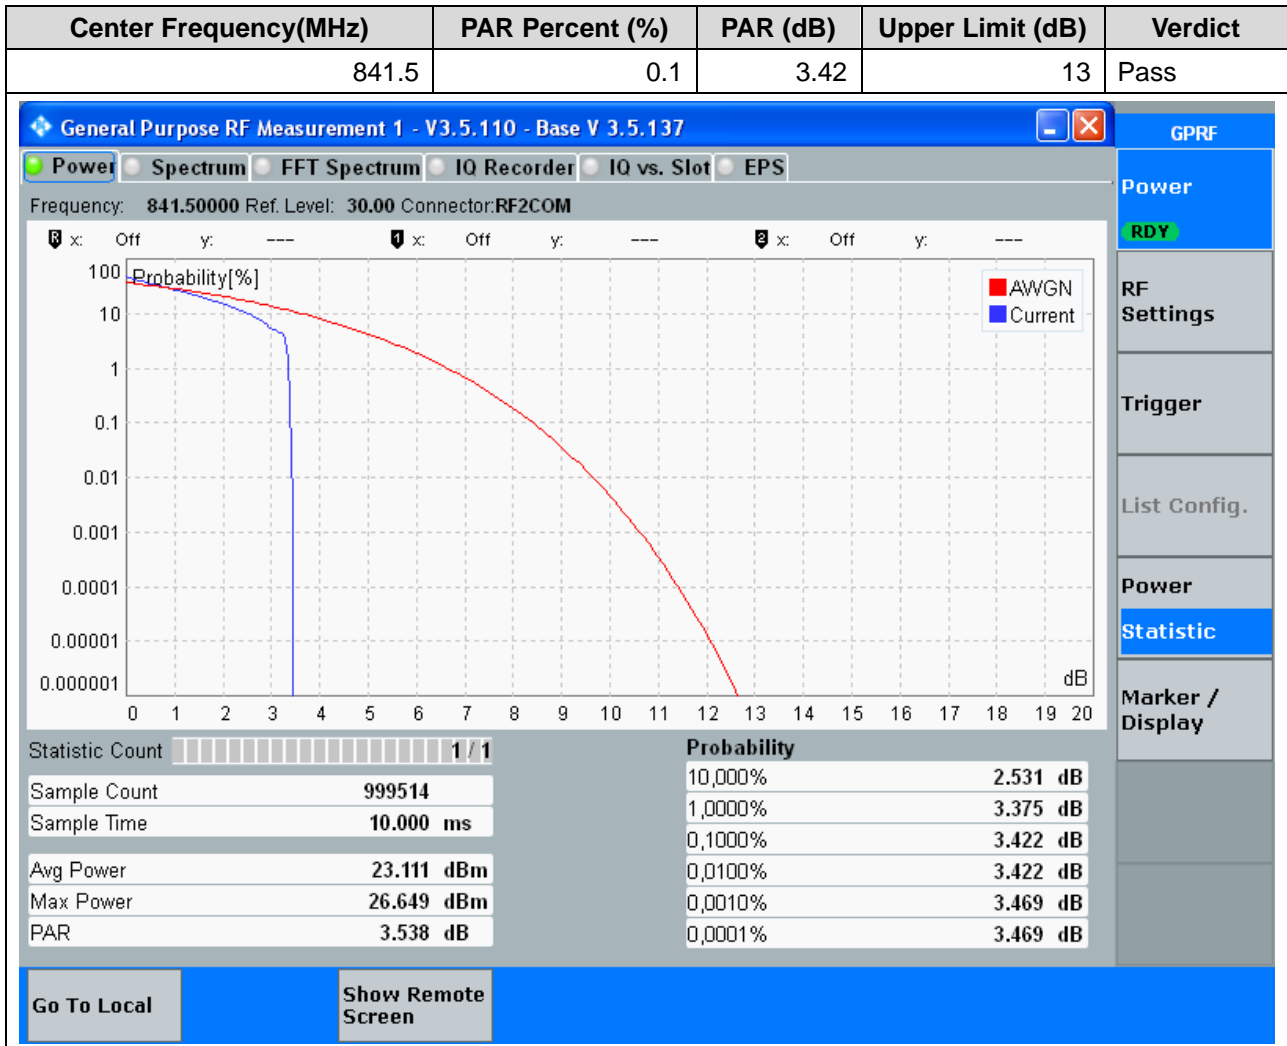 Center Frequency(MHz) PAR Percent (%) PAR (dB) Upper Limit (dB) Verdict
841.5 0.1 3.42 13 Pass
General Purpose RF Measurement 1 - V3.5.110 - Base V 3.5.137
GPRF
Power Spectrum FFT Spectrum IQ Recorder IQ vs. Slot EPS
Frequency: 841.50000 Ref. Level: 30.00 Connector:RF2COM
R x: Off y: --- 1 x: Off y: --- 2 x: Off y: ---
Probability[%]
AWGN
Current
100
10
1
0.1
0.01
0.001
0.0001
0.00001
0.000001
dB
0 1 2 3 4 5 6 7 8 9 10 11 12 13 14 15 16 17 18 19 20
Statistic Count 1 / 1
Sample Count 999514
Sample Time 10.000 ms
Avg Power 23.111 dBm
Max Power 26.649 dBm
PAR 3.538 dB
Probability
10,000% 2.531 dB
1,0000% 3.375 dB
0,1000% 3.422 dB
0,0100% 3.422 dB
0,0010% 3.469 dB
0,0001% 3.469 dB
Power
RDY
RF
Settings
Trigger
List Config.
Power
Statistic
Marker /
Display
Go To Local
Show Remote
Screen